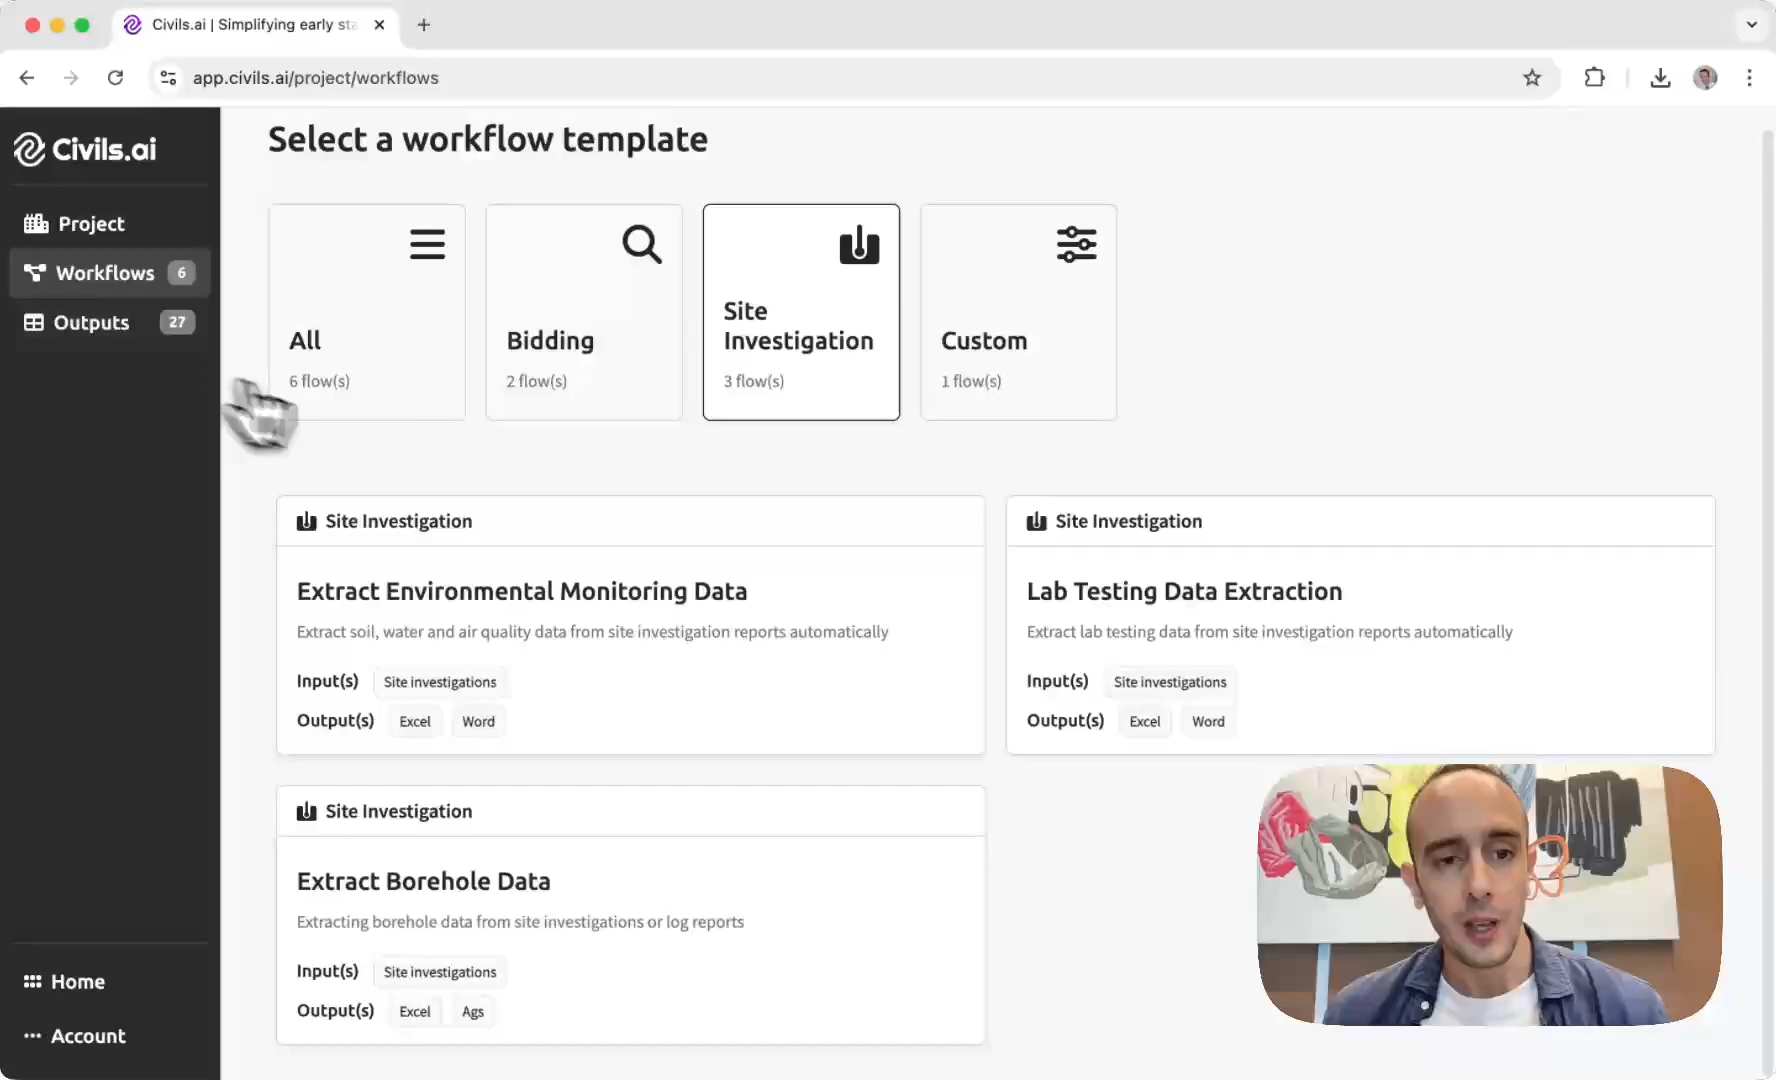 Civils.ai | Simplifying early sta
app.civils.ai/project/workflows
Civils.ai
Project
Workflows 6
Outputs 27
Home
Account
Select a workflow template
All
6 flow(s)
Bidding
2 flow(s)
Site
Investigation
3 flow(s)
Custom
1 flow(s)
Site Investigation
Extract Environmental Monitoring Data
Extract soil, water and air quality data from site investigation reports automatically
Input(s) Site investigations
Output(s) Excel Word
Site Investigation
Lab Testing Data Extraction
Extract lab testing data from site investigation reports automatically
Input(s) Site investigations
Output(s) Excel Word
Site Investigation
Extract Borehole Data
Extracting borehole data from site investigations or log reports
Input(s) Site investigations
Output(s) Excel Ags